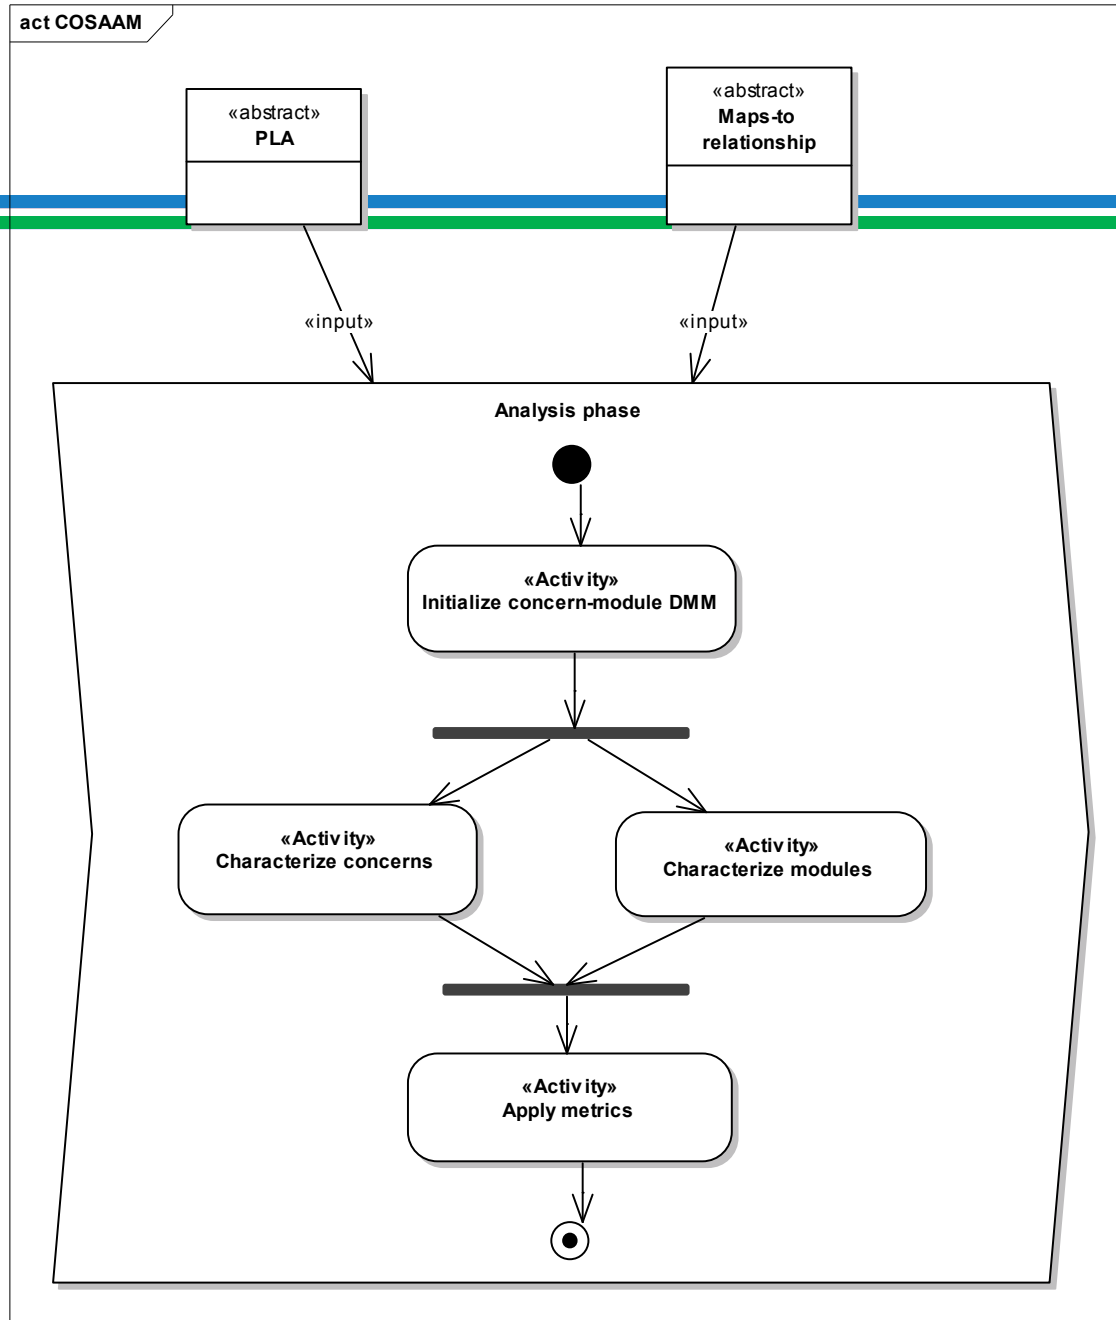 act COSAAM
«abstract»
PLA
«abstract»
Maps-to
relationship
«input»
«input»
Analysis phase
«Activity»
Initialize concern-module DMM
«Activity»
Characterize concerns
«Activity»
Characterize modules
«Activity»
Apply metrics